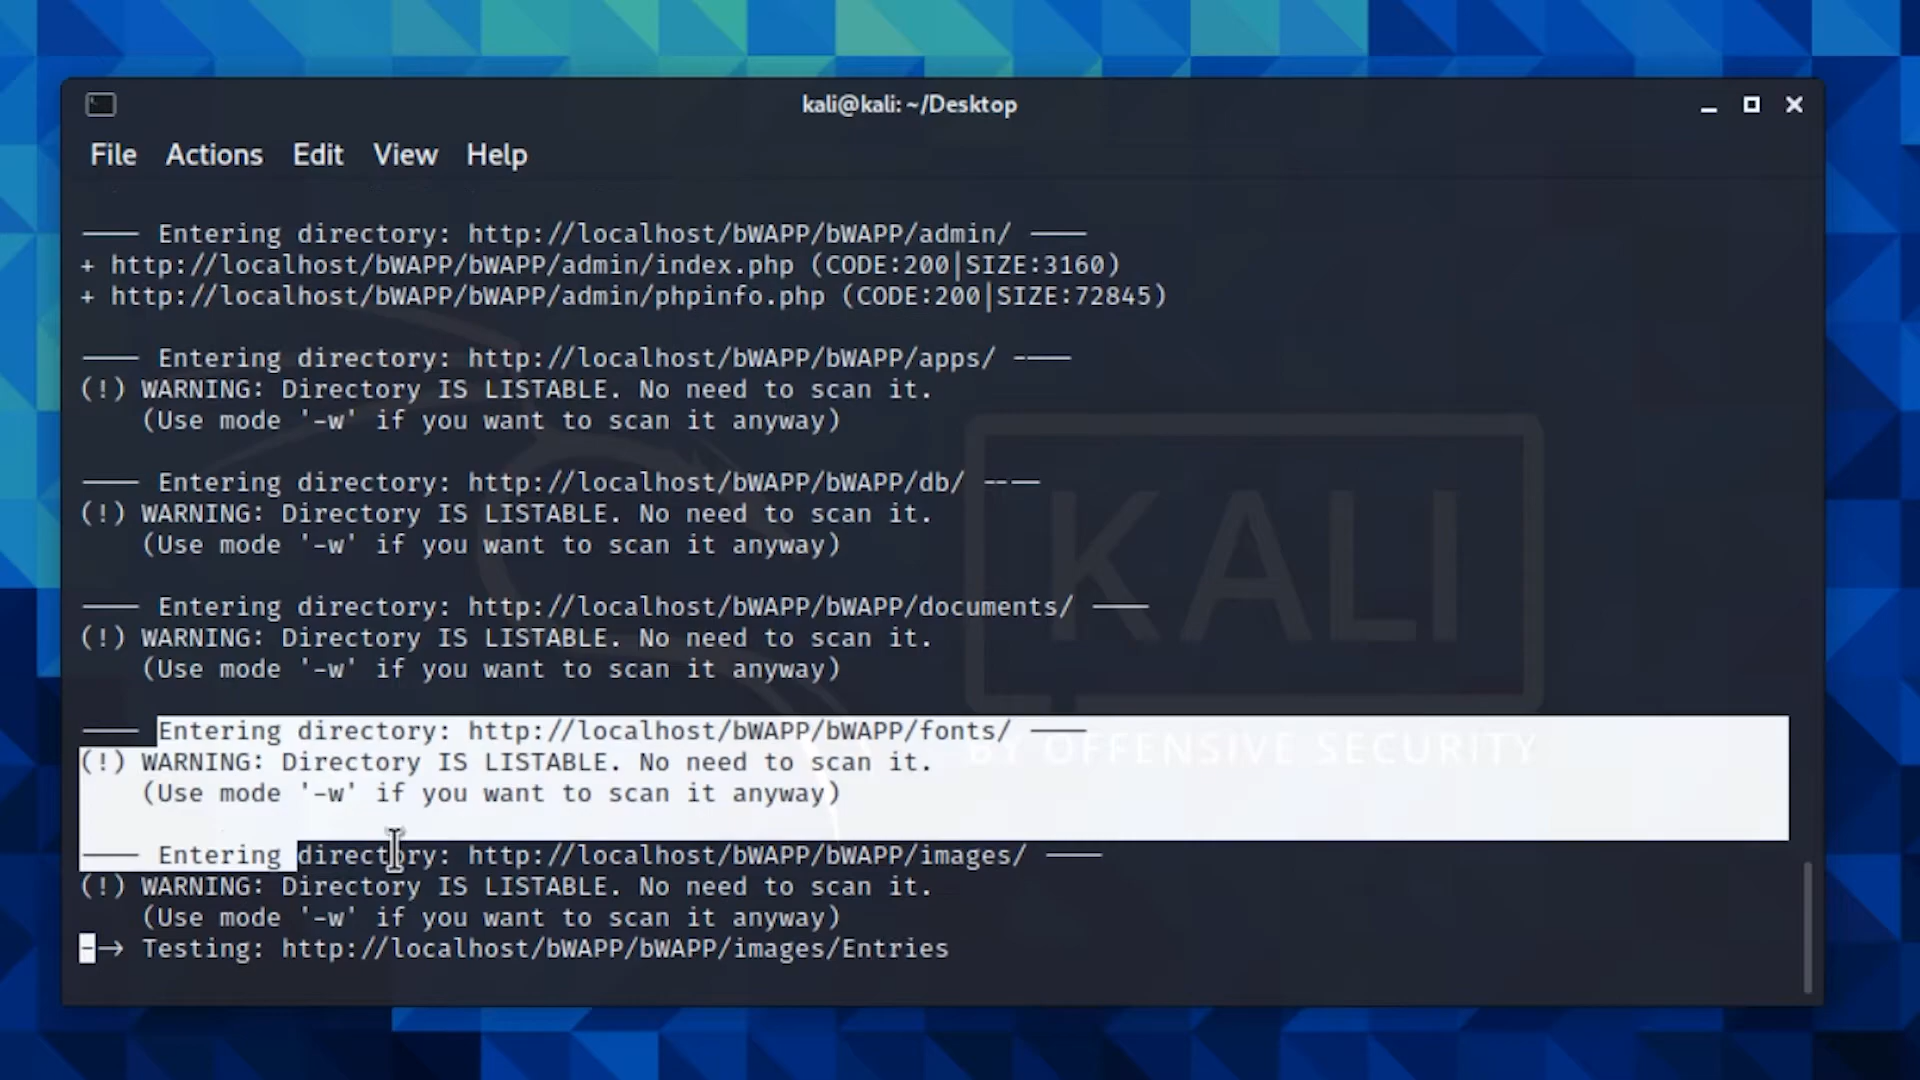 kali@kali: ~/Desktop
File Actions Edit View Help
—— Entering directory: http://localhost/bWAPP/bWAPP/admin/ ——
+ http://localhost/bWAPP/bWAPP/admin/index.php (CODE:200|SIZE:3160)
+ http://localhost/bWAPP/bWAPP/admin/phpinfo.php (CODE:200|SIZE:72845)
—— Entering directory: http://localhost/bWAPP/bWAPP/apps/ -——
(!) WARNING: Directory IS LISTABLE. No need to scan it.
(Use mode '-w' if you want to scan it anyway)
—— Entering directory: http://localhost/bWAPP/bWAPP/db/ --—
(!) WARNING: Directory IS LISTABLE. No need to scan it.
(Use mode '-w' if you want to scan it anyway)
—— Entering directory: http://localhost/bWAPP/bWAPP/documents/ ——
(!) WARNING: Directory IS LISTABLE. No need to scan it.
(Use mode '-w' if you want to scan it anyway)
—— Entering directory: http://localhost/bWAPP/bWAPP/fonts/ ——
(!) WARNING: Directory IS LISTABLE. No need to scan it.
(Use mode '-w' if you want to scan it anyway)
—— Entering directory: http://localhost/bWAPP/bWAPP/images/ ——
(!) WARNING: Directory IS LISTABLE. No need to scan it.
(Use mode '-w' if you want to scan it anyway)
-→ Testing: http://localhost/bWAPP/bWAPP/images/Entries
KALI
BY OFFENSIVE SECURITY